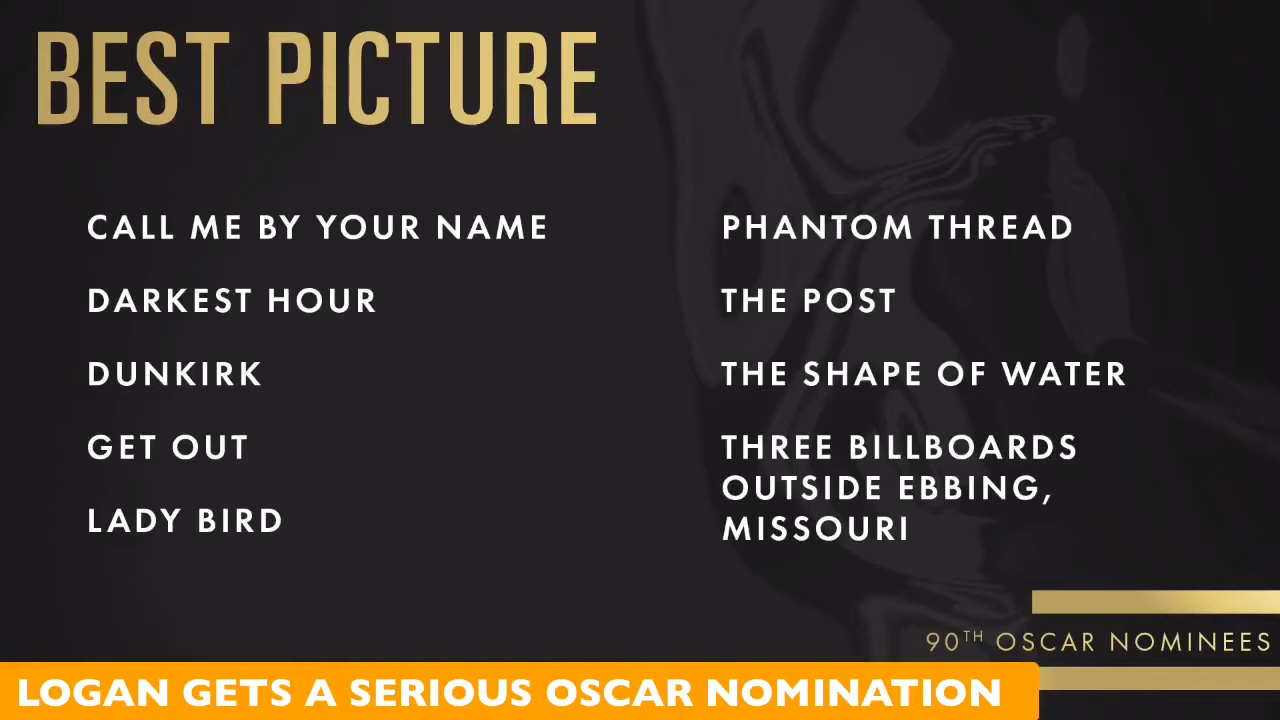 BEST PICTURE
CALL ME BY YOUR NAME
DARKEST HOUR
DUNKIRK
GET OUT
LADY BIRD
PHANTOM THREAD
THE POST
THE SHAPE OF WATER
THREE BILLBOARDS
OUTSIDE EBBING,
MISSOURI
90TH OSCAR NOMINEES
LOGAN GETS A SERIOUS OSCAR NOMINATION